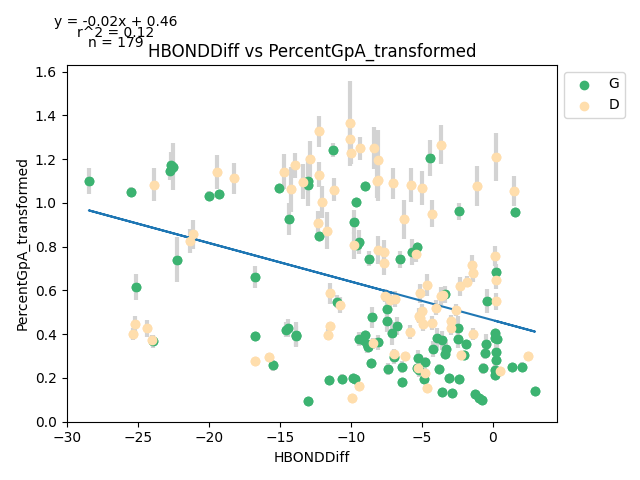 y = -0.02x + 0.46
r^2 = 0.12
n = 179
HBONDDiff vs PercentGpA_transformed
G
D
1.6
1.4
1.2
1.0
0.8
0.6
0.4
0.2
0.0
PercentGpA_transformed
−30
−25
−20
−15
−10
−5
0
HBONDDiff